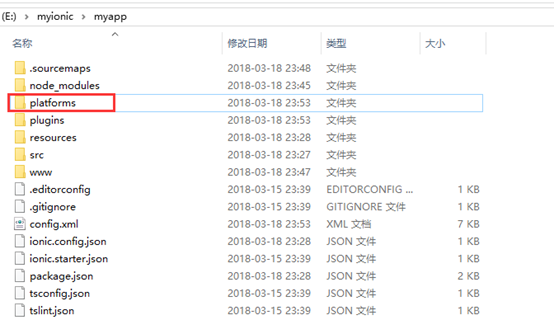 (E:) › myionic › myapp
名称 修改日期 类型 大小
.sourcemaps 2018-03-18 23:48 文件夹
node_modules 2018-03-18 23:45 文件夹
platforms 2018-03-18 23:53 文件夹
plugins 2018-03-18 23:53 文件夹
resources 2018-03-18 23:28 文件夹
src 2018-03-18 23:27 文件夹
www 2018-03-18 23:47 文件夹
.editorconfig 2018-03-15 23:39 EDITORCONFIG ... 1 KB
.gitignore 2018-03-15 23:39 GITIGNORE 文件 1 KB
config.xml 2018-03-18 23:53 XML 文档 7 KB
ionic.config.json 2018-03-15 23:39 JSON 文件 1 KB
ionic.starter.json 2018-03-15 23:39 JSON 文件 1 KB
package.json 2018-03-18 23:28 JSON 文件 2 KB
tsconfig.json 2018-03-15 23:39 JSON 文件 1 KB
tslint.json 2018-03-15 23:39 JSON 文件 1 KB